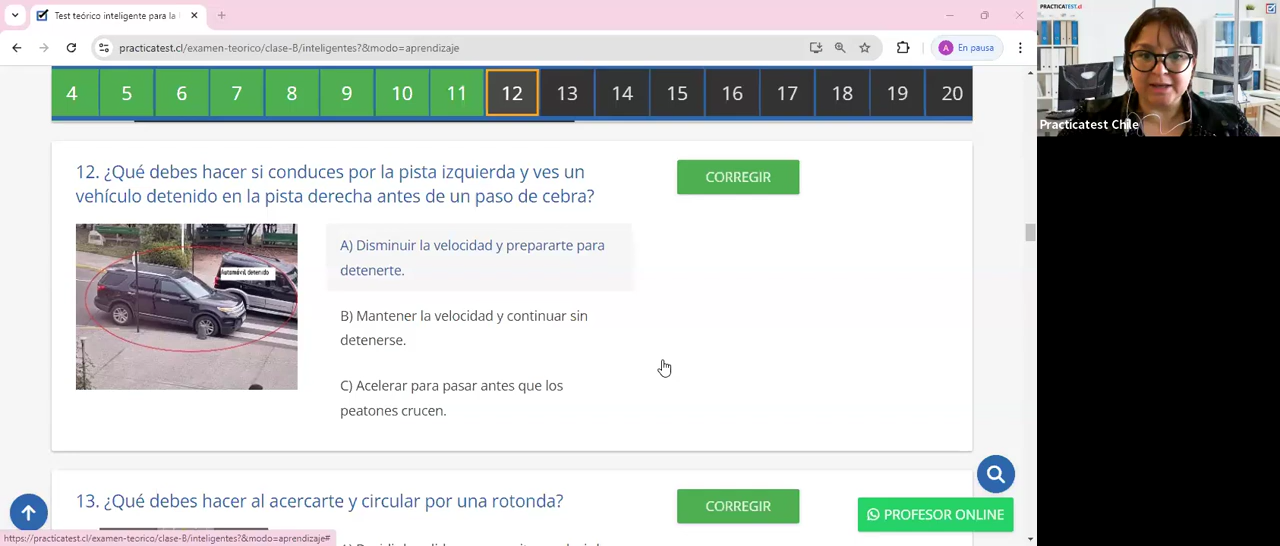 Test teórico inteligente para la
PRACTICATEST.cl
practicatest.cl/examen-teorico/clase-B/inteligentes?&modo=aprendizaje
A
En pausa
4 5 6 7 8 9 10 11 12 13 14 15 16 17 18 19 20
Practicatest Chile
12. ¿Qué debes hacer si conduces por la pista izquierda y ves un
vehículo detenido en la pista derecha antes de un paso de cebra?
CORREGIR
Automóvil detenido
A) Disminuir la velocidad y prepararte para
detenerte.
B) Mantener la velocidad y continuar sin
detenerse.
C) Acelerar para pasar antes que los
peatones crucen.
13. ¿Qué debes hacer al acercarte y circular por una rotonda?
CORREGIR
PROFESOR ONLINE
https://practicatest.cl/examen-teorico/clase-B/inteligentes?&modo=aprendizaje#